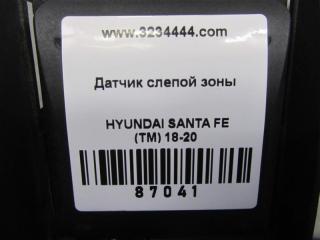 www.3234444.com
Датчик слепой зоны
HYUNDAI SANTA FE
(TM) 18-20
87041